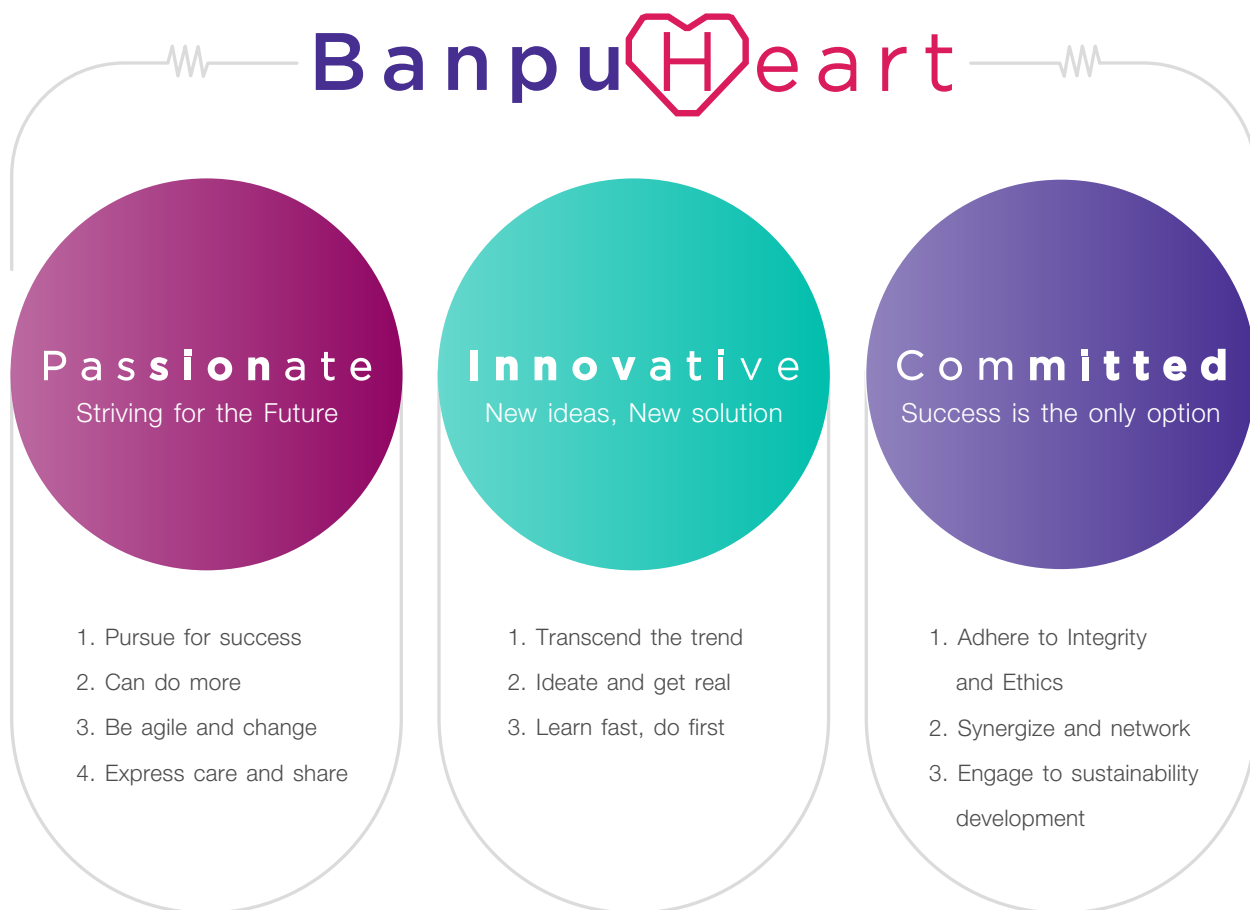 Banpu Heart
Passionate
Striving for the Future
1. Pursue for success
2. Can do more
3. Be agile and change
4. Express care and share
Innovative
New ideas, New solution
1. Transcend the trend
2. Ideate and get real
3. Learn fast, do first
Committed
Success is the only option
1. Adhere to Integrity
and Ethics
2. Synergize and network
3. Engage to sustainability
development